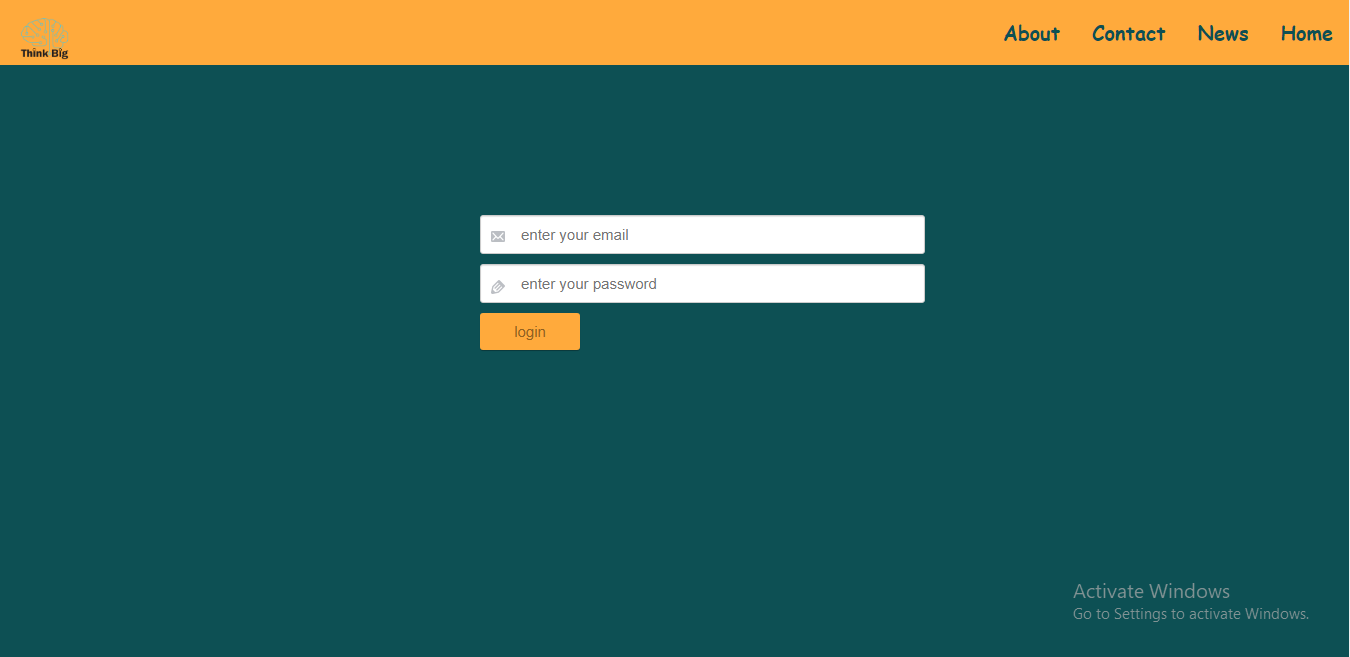 Think Big
About Contact News Home
enter your email
enter your password
login
Activate Windows
Go to Settings to activate Windows.